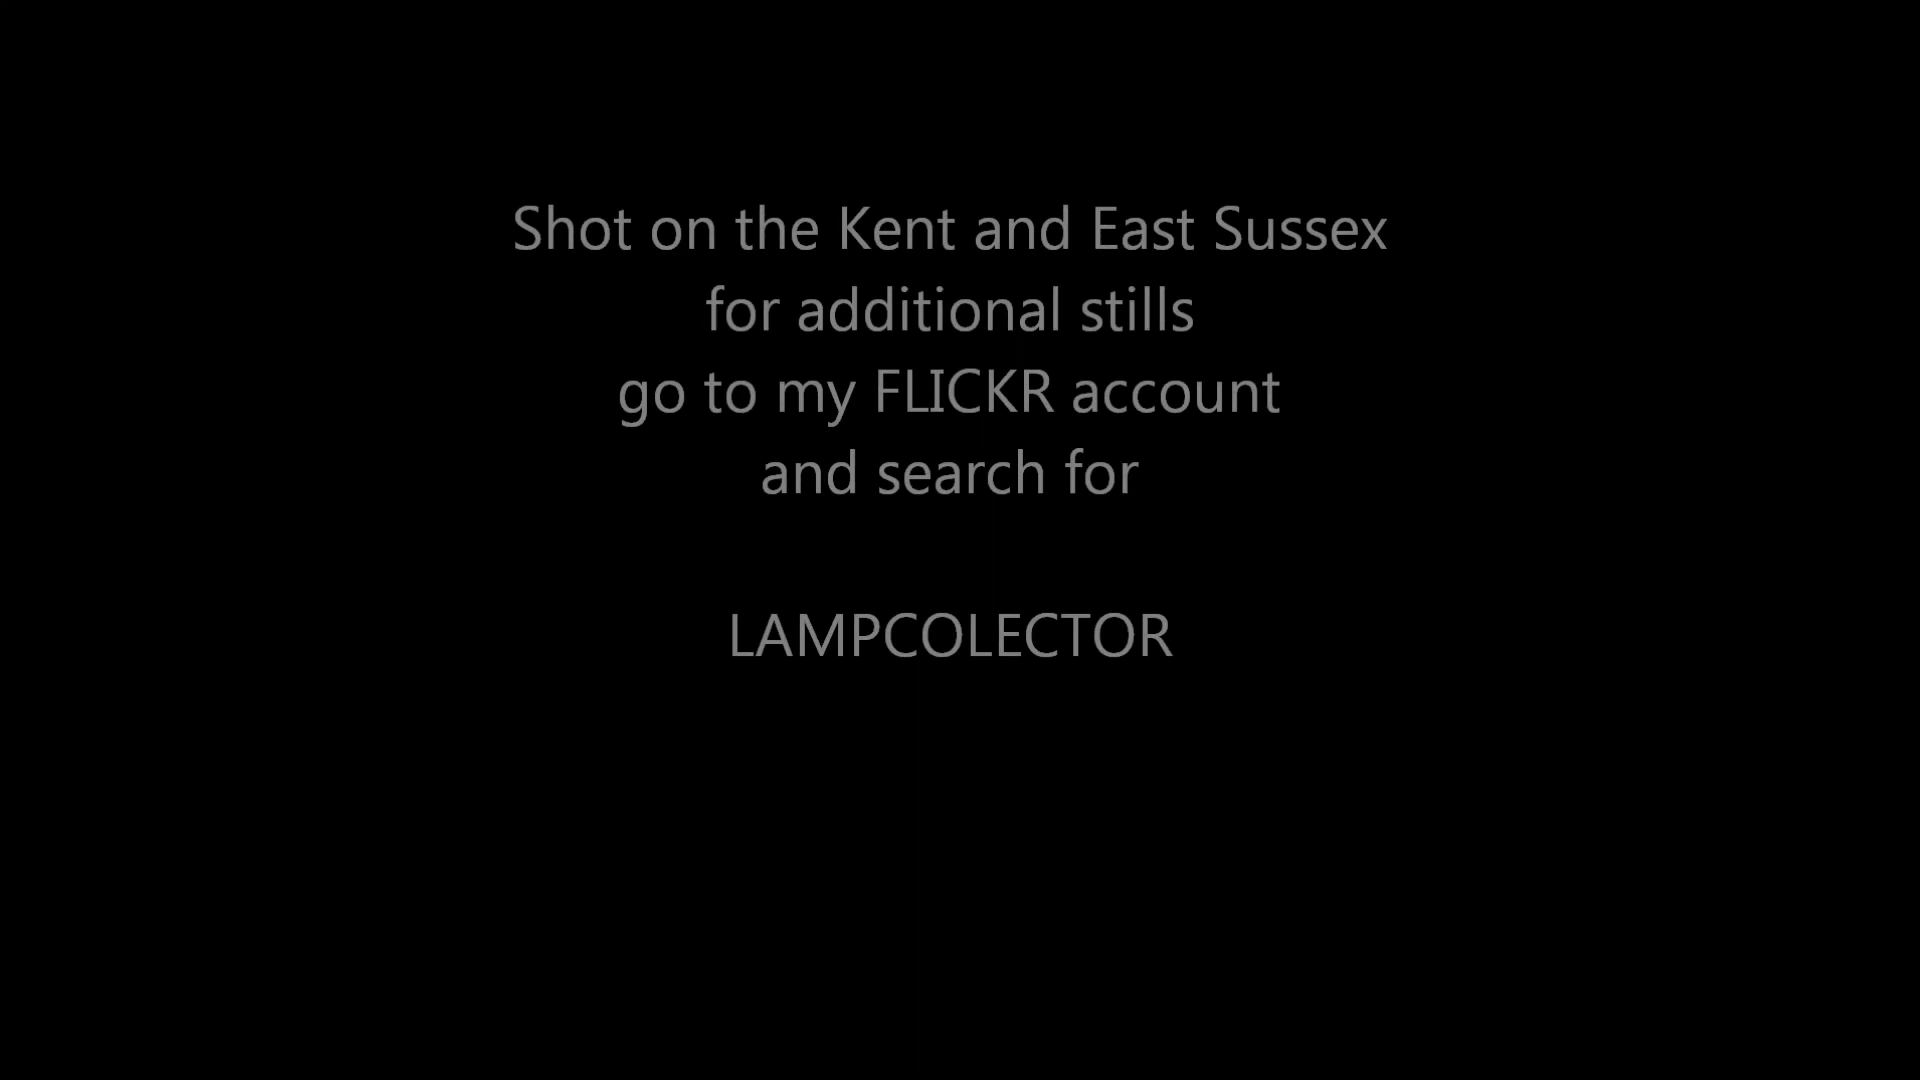 Shot on the Kent and East Sussex
for additional stills
go to my FLICKR account
and search for
LAMPCOLECTOR